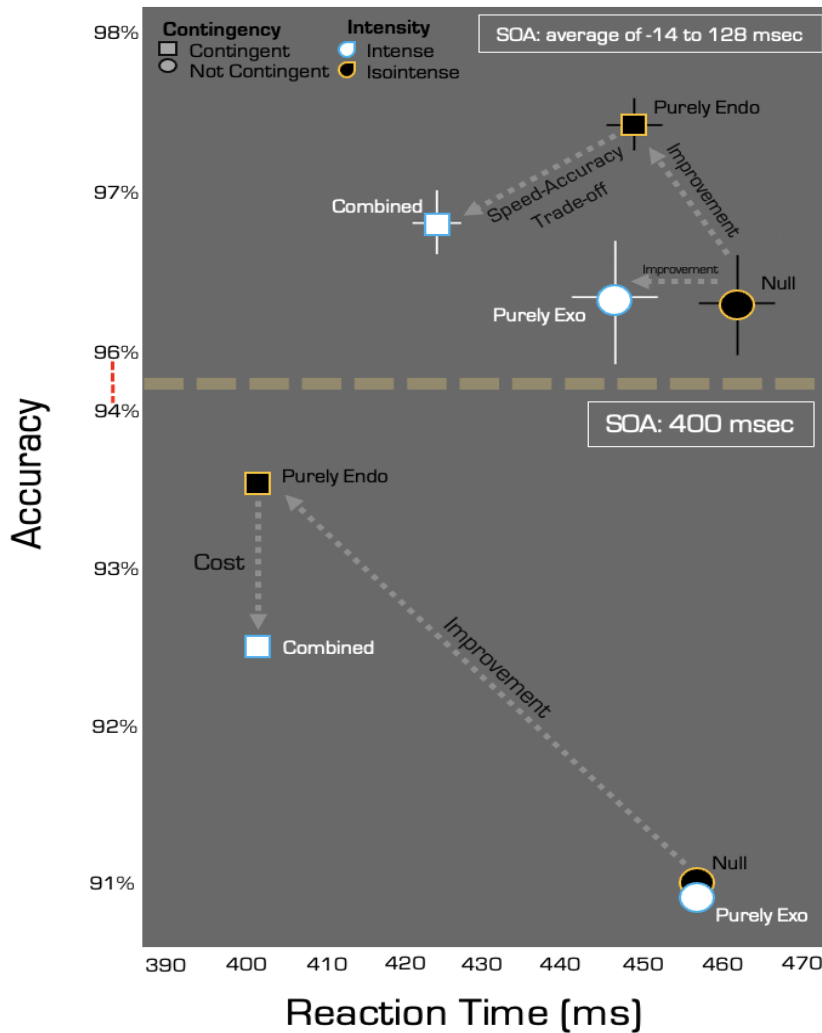 98%
Contingency
Intensity
Contingent
Intense
Not Contingent
Isointense
SOA: average of -14 to 128 msec
Purely Endo
97%
Combined
Speed-Accuracy
Trade-off
Improvement
Improvement
Null
Purely Exo
96%
94%
SOA: 400 msec
Accuracy
Purely Endo
Cost
93%
Combined
Improvement
92%
Null
91%
Purely Exo
390 400 410 420 430 440 450 460 470
Reaction Time (ms)